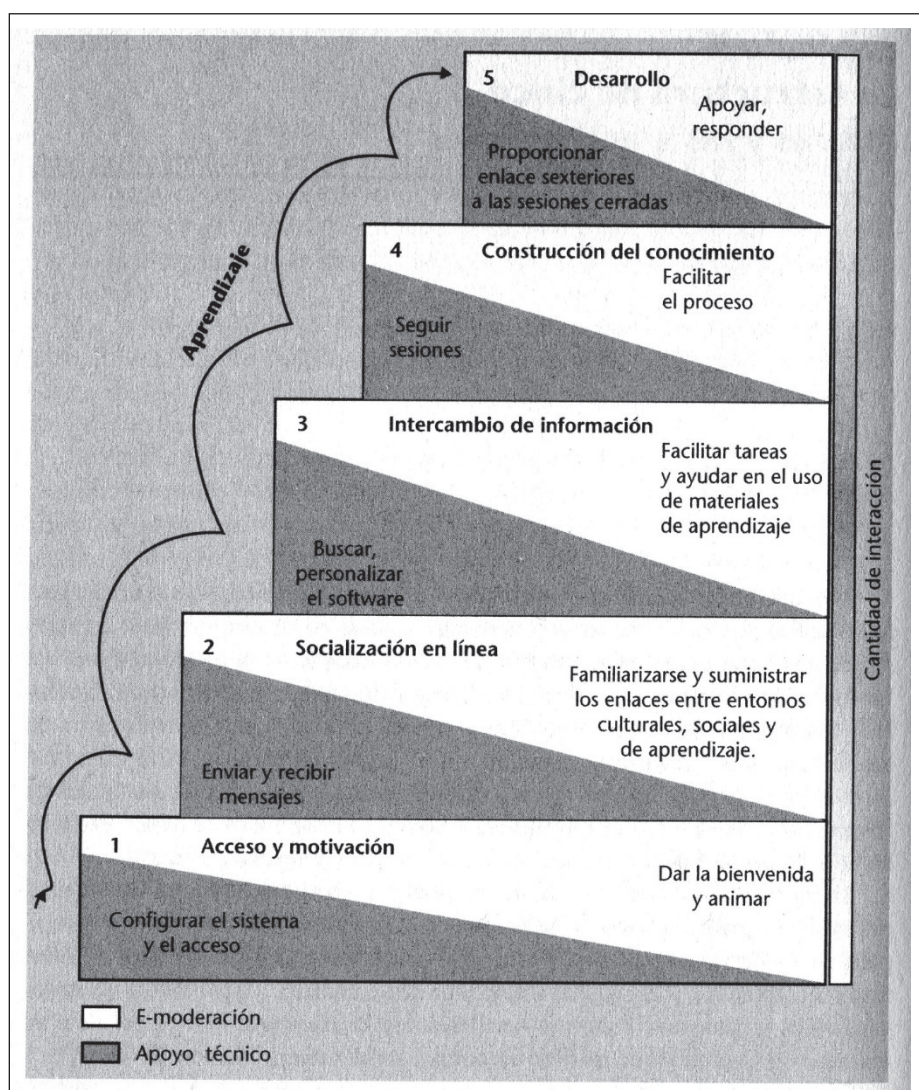 5 Desarrollo
Apoyar,
responder
Proporcionar
enlace sexteriores
a las sesiones cerradas
4 Construcción del conocimiento
Facilitar
el proceso
Seguir
sesiones
3 Intercambio de información
Facilitar tareas
y ayudar en el uso
de materiales
de aprendizaje
Buscar,
personalizar
el software
2 Socialización en línea
Familiarizarse y suministrar
los enlaces entre entornos
culturales, sociales y
de aprendizaje.
Enviar y recibir
mensajes
1 Acceso y motivación
Dar la bienvenida
y animar
Configurar el sistema
y el acceso
Aprendizaje
Cantidad de interacción
E-moderación
Apoyo técnico